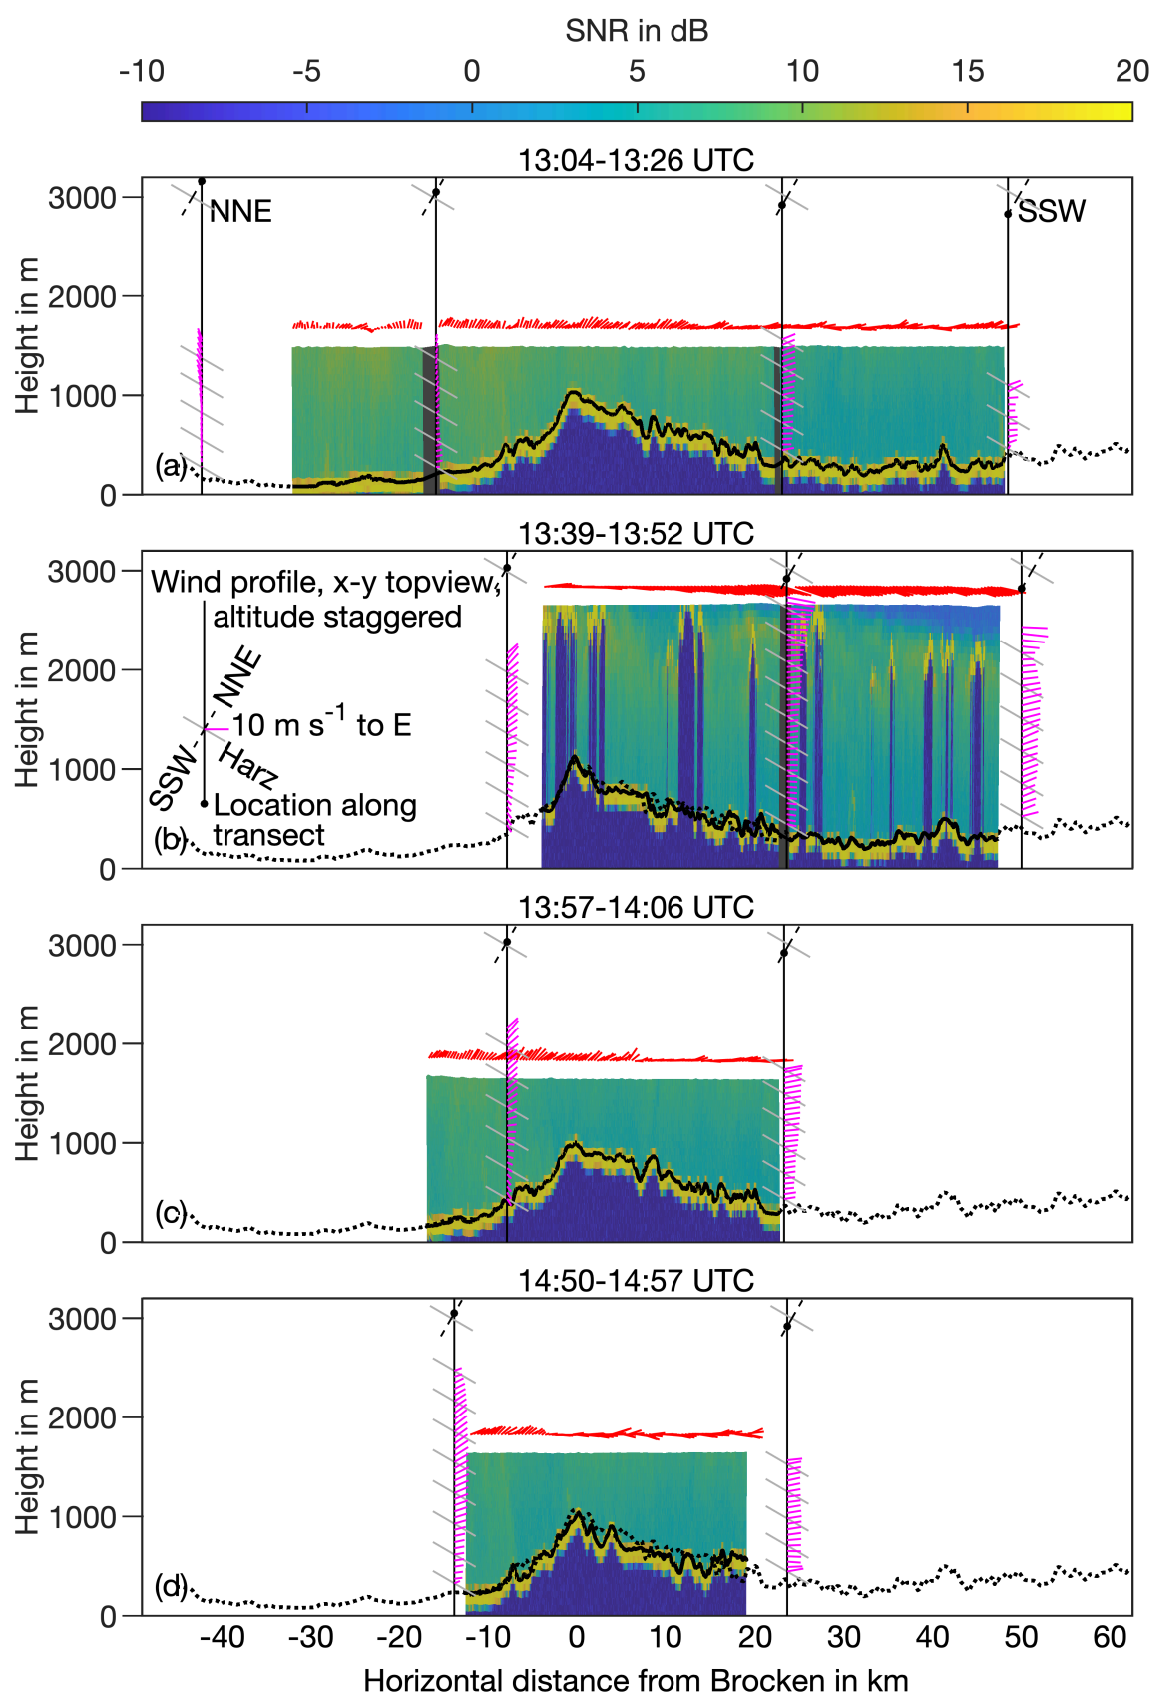 SNR in dB
-10 -5 0 5 10 15 20
13:04-13:26 UTC
3000
NNE
SSW
2000
Height in m
1000
(a)
0
13:39-13:52 UTC
3000
Wind profile, x-y topview,
altitude staggered
2000
NNE
Height in m
10 m s⁻¹ to E
1000
SSW
Harz
Location along
transect
(b)
0
13:57-14:06 UTC
3000
2000
Height in m
1000
(c)
0
14:50-14:57 UTC
3000
2000
Height in m
1000
(d)
0
-40 -30 -20 -10 0 10 20 30 40 50 60
Horizontal distance from Brocken in km